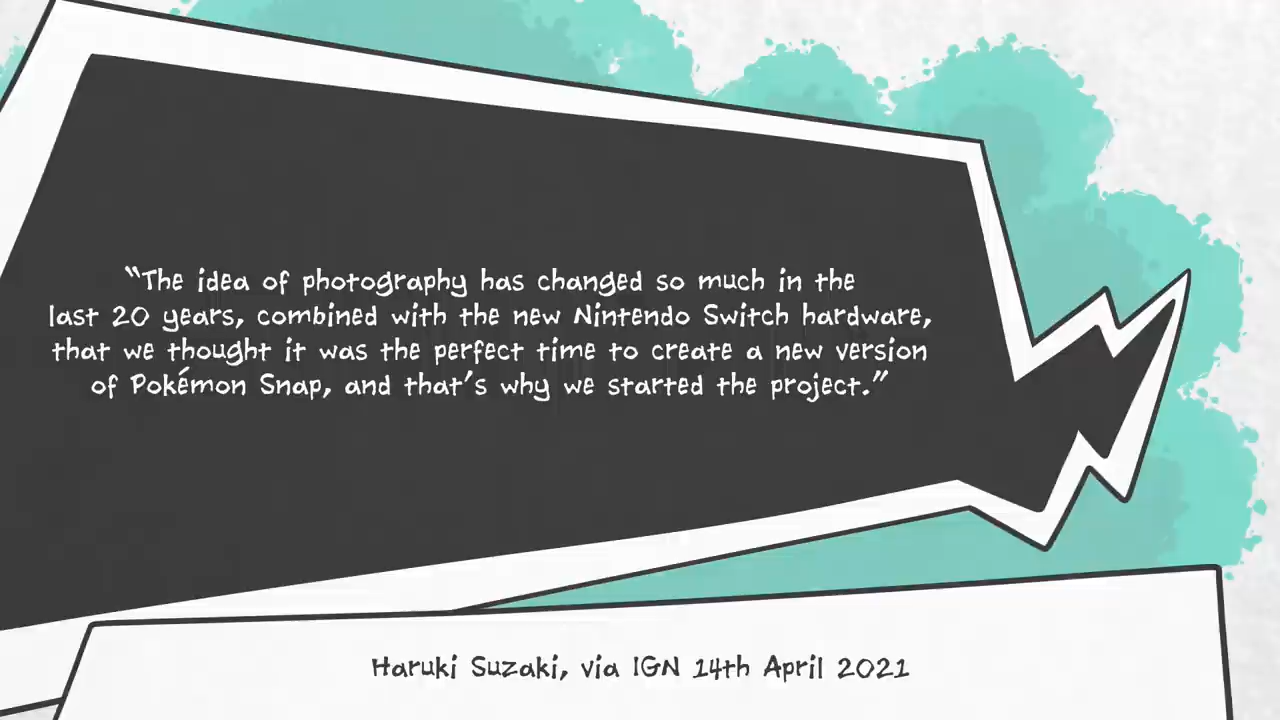 “The idea of photography has changed so much in the
last 20 years, combined with the new Nintendo Switch hardware,
that we thought it was the perfect time to create a new version
of Pokémon Snap, and that’s why we started the project.”
Haruki Suzaki, via IGN 14th April 2021